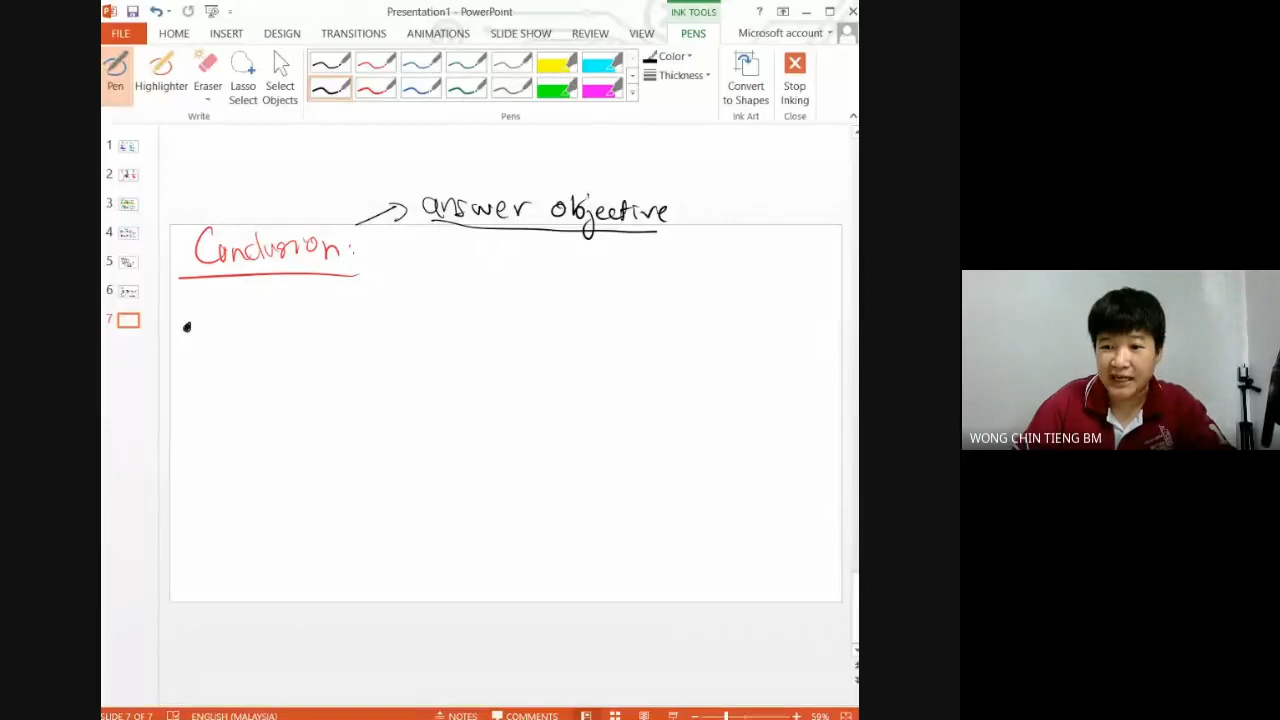 Presentation1 - PowerPoint
INK TOOLS
?
FILE
HOME
INSERT
DESIGN
TRANSITIONS
ANIMATIONS
SLIDE SHOW
REVIEW
VIEW
PENS
Microsoft account
Pen
Highlighter
Eraser
Lasso
Select
Select
Objects
Color
Thickness
Convert
to Shapes
Stop
Inking
Write
Pens
Ink Art
Close
1
2
3
4
5
6
7
answer objective
Conclusion:
WONG CHIN TIENG BM
SLIDE 7 OF 7
ENGLISH (MALAYSIA)
NOTES
COMMENTS
59%